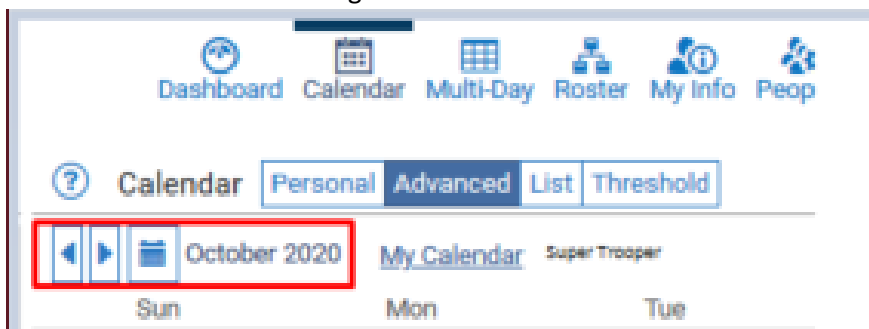 Dashboard Calendar Multi-Day Roster My Info Peop
Calendar Personal Advanced List Threshold
October 2020 My Calendar Super Trooper
Sun Mon Tue